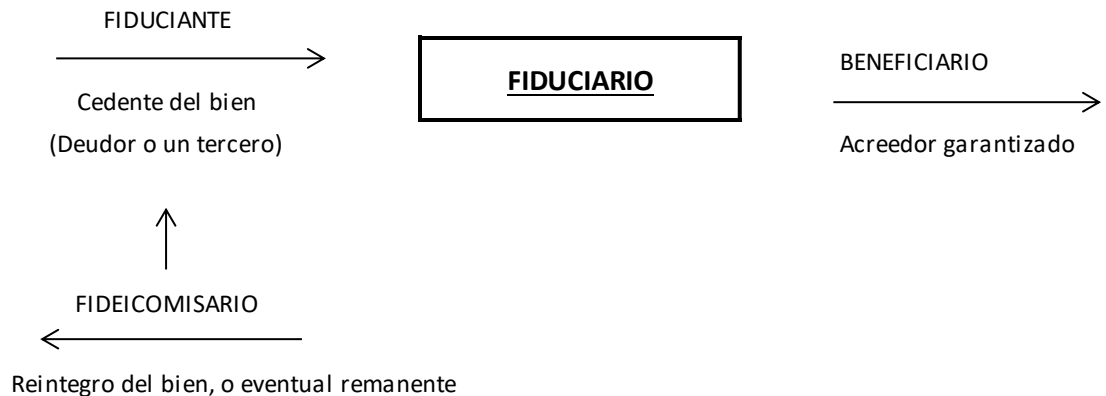 FIDUCIANTE
Cedente del bien
(Deudor o un tercero)
FIDUCIARIO
BENEFICIARIO
Acreedor garantizado
FIDEICOMISARIO
Reintegro del bien, o eventual remanente